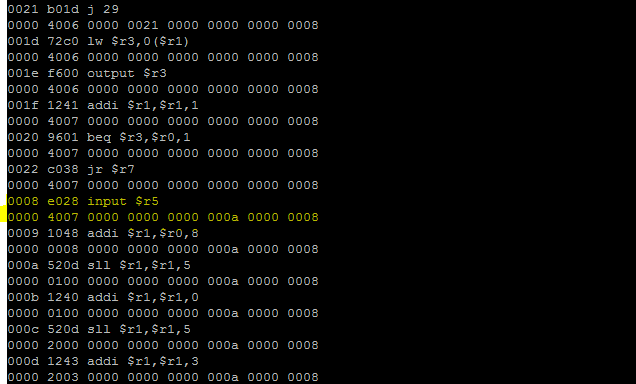 0021 b01d j 29
0000 4006 0000 0021 0000 0000 0000 0008
001d 72c0 lw $r3,0($r1)
0000 4006 0000 0000 0000 0000 0000 0008
001e f600 output $r3
0000 4006 0000 0000 0000 0000 0000 0008
001f 1241 addi $r1,$r1,1
0000 4007 0000 0000 0000 0000 0000 0008
0020 9601 beq $r3,$r0,1
0000 4007 0000 0000 0000 0000 0000 0008
0022 c038 jr $r7
0000 4007 0000 0000 0000 0000 0000 0008
0008 e028 input $r5
0000 4007 0000 0000 0000 000a 0000 0008
0009 1048 addi $r1,$r0,8
0000 0008 0000 0000 0000 000a 0000 0008
000a 520d sll $r1,$r1,5
0000 0100 0000 0000 0000 000a 0000 0008
000b 1240 addi $r1,$r1,0
0000 0100 0000 0000 0000 000a 0000 0008
000c 520d sll $r1,$r1,5
0000 2000 0000 0000 0000 000a 0000 0008
000d 1243 addi $r1,$r1,3
0000 2003 0000 0000 0000 000a 0000 0008